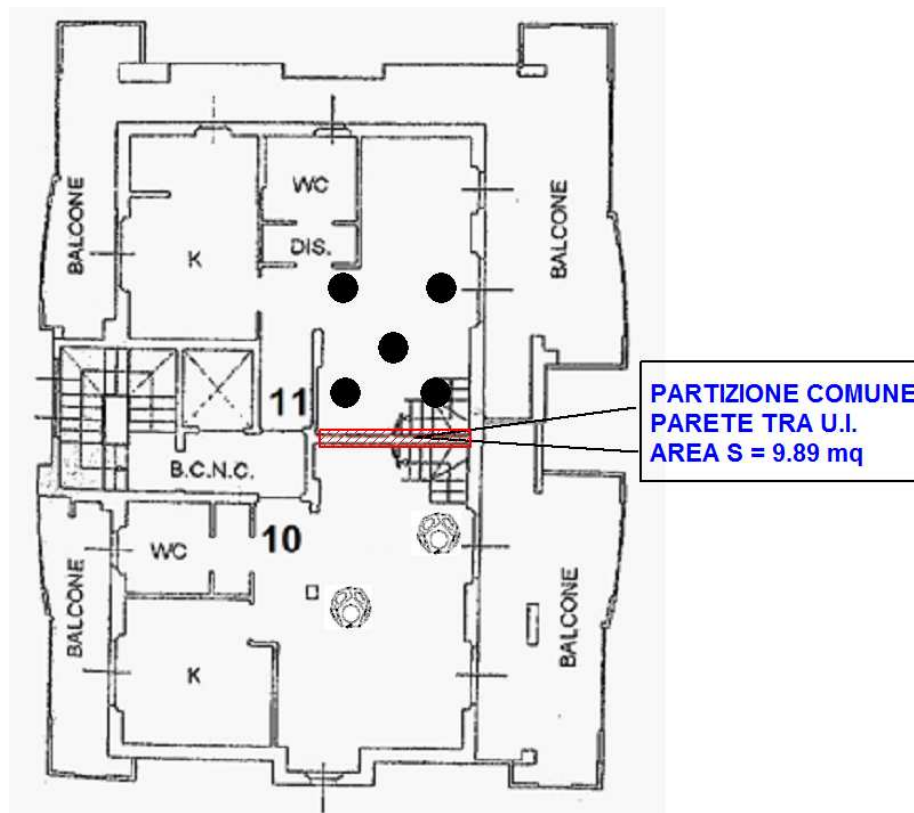 BALCONE
WC
BALCONE
DIS.
K
11
PARTIZIONE COMUNE
PARETE TRA U.I.
AREA S = 9.89 mq
B.C.N.C.
10
WC
BALCONE
BALCONE
K